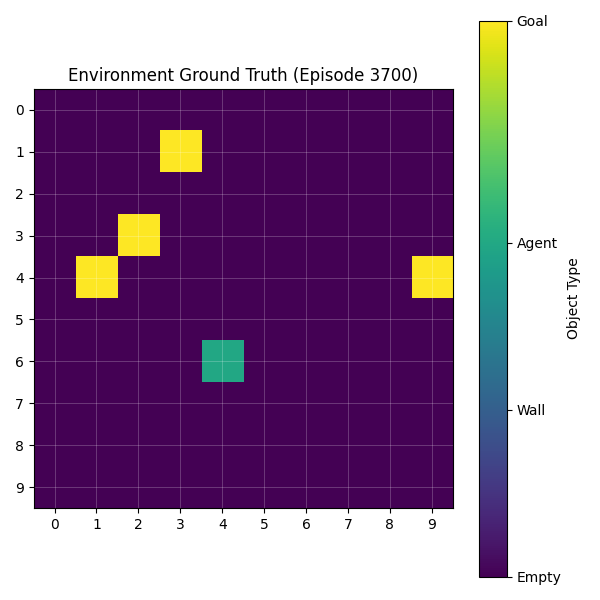 Environment Ground Truth (Episode 3700)
0
1
2
3
4
5
6
7
8
9
0 1 2 3 4 5 6 7 8 9
Goal
Agent
Wall
Empty
Object Type